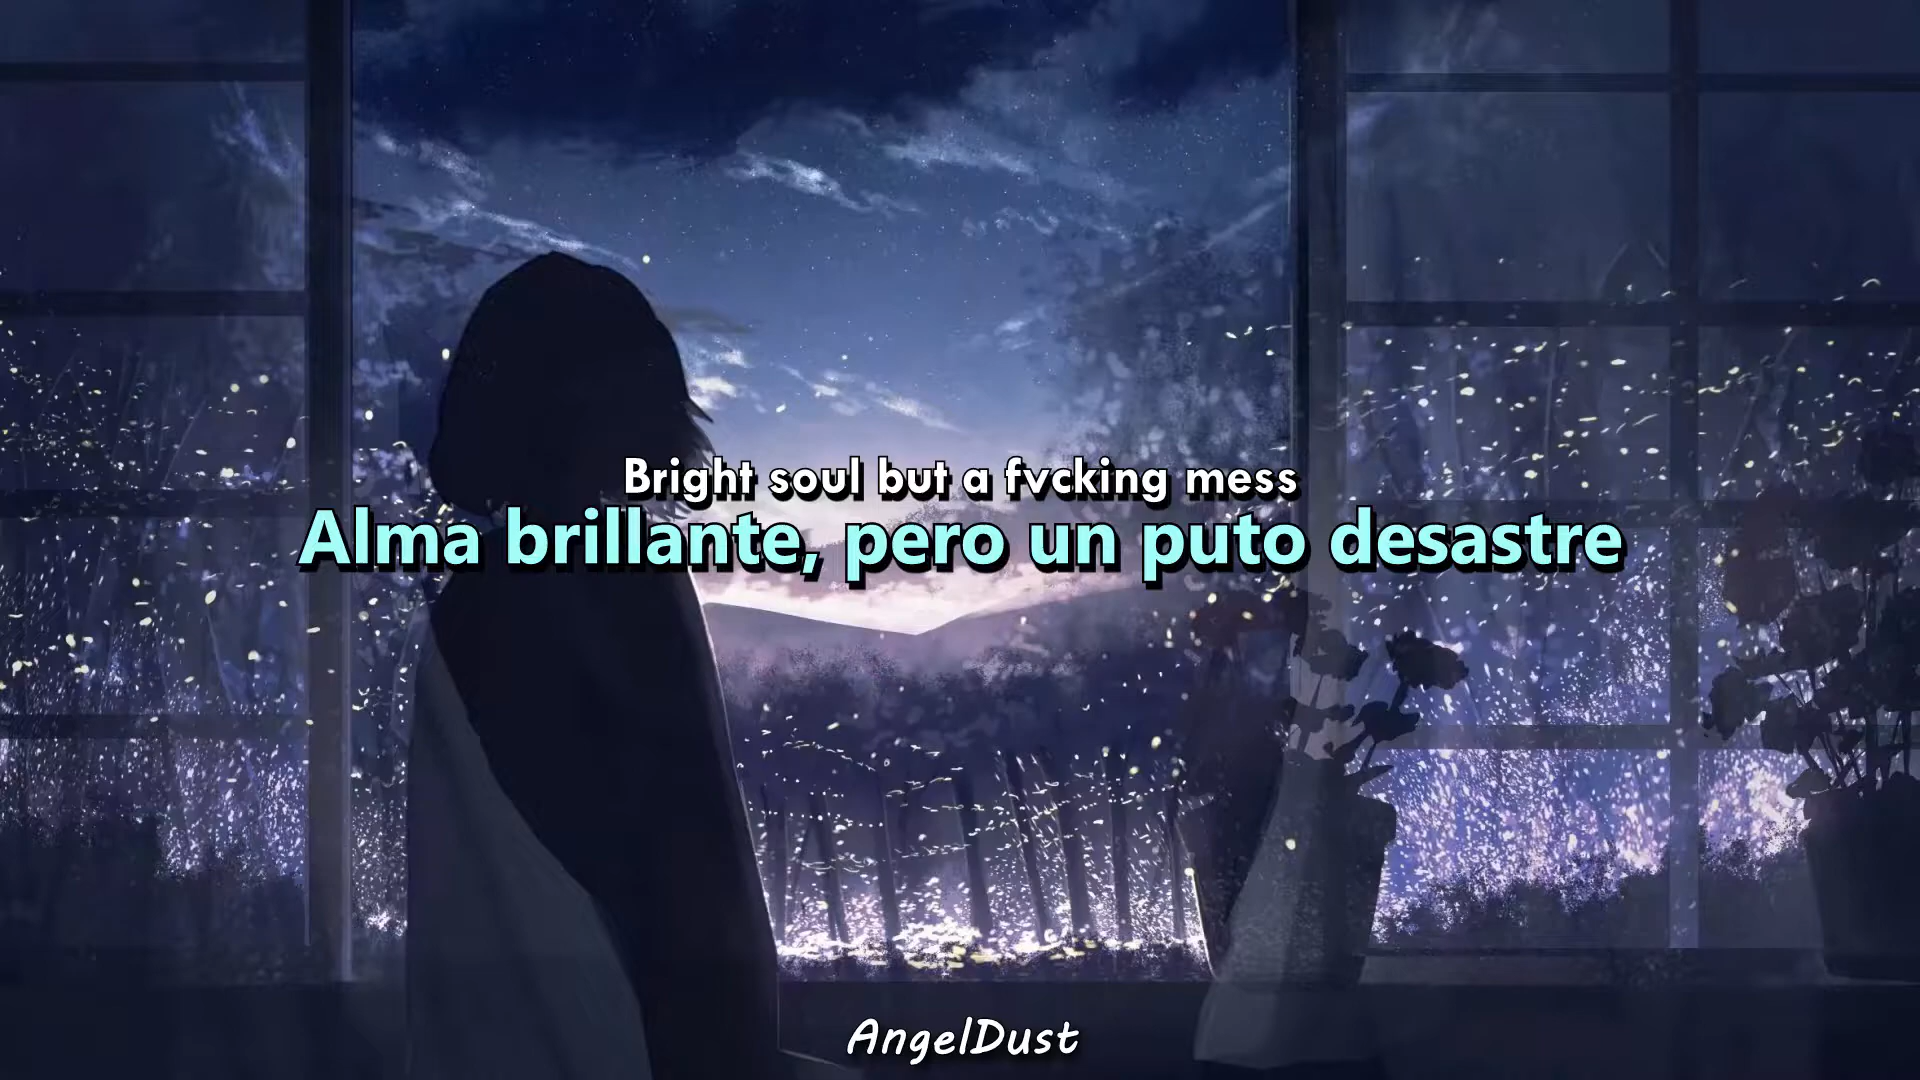 Bright soul but a fvcking mess
Alma brillante, pero un puto desastre
AngelDust